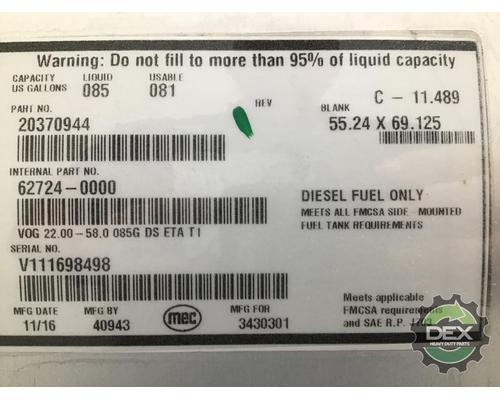 Warning: Do not fill to more than 95% of liquid capacity
CAPACITY LIQUID USABLE
US GALLONS 085 081
PART NO. REV BLANK C - 11.489
20370944 55.24 X 69.125
INTERNAL PART NO.
62724-0000 DIESEL FUEL ONLY
MEETS ALL FMCSA SIDE - MOUNTED
VOG 22.00-58.0 085G DS ETA T1 FUEL TANK REQUIREMENTS
SERIAL NO.
V111698498
MFG DATE MFG BY mec MFG FOR Meets applicable
11/16 40943 3430301 FMCSA requirements
and SAE R.P.
DEX
HEAVY DUTY PARTS